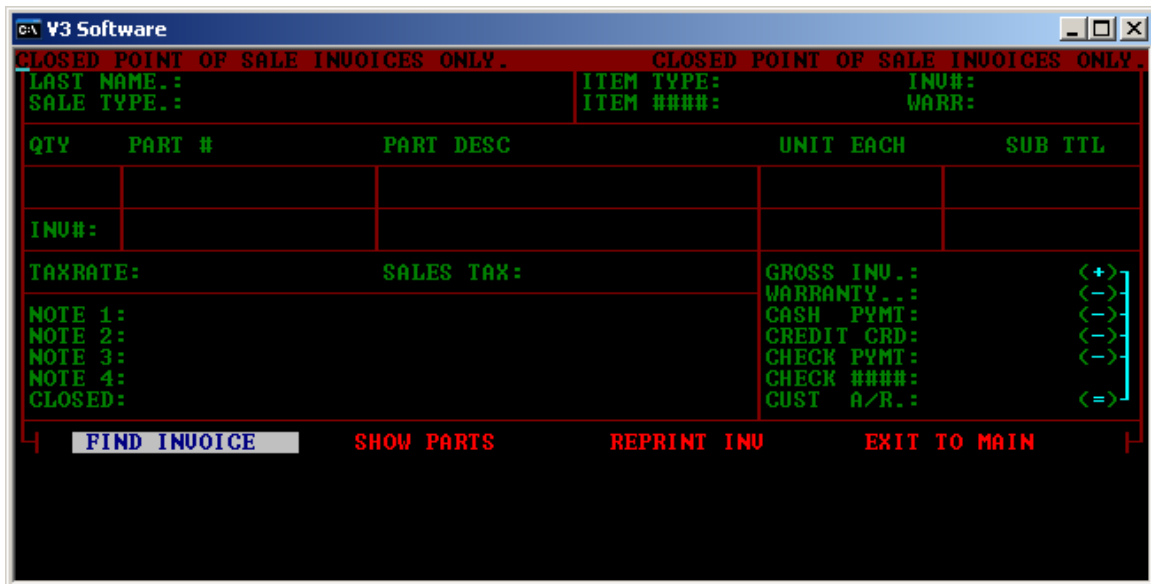 V3 Software
CLOSED POINT OF SALE INVOICES ONLY. CLOSED POINT OF SALE INVOICES ONLY.
LAST NAME.: ITEM TYPE: INV#:
SALE TYPE.: ITEM ####: WARR:
QTY PART # PART DESC UNIT EACH SUB TTL
INV#:
TAXRATE: SALES TAX: GROSS INV.: (+)
WARRANTY..: (-)
NOTE 1: CASH PYMT: (-)
NOTE 2: CREDIT CRD: (-)
NOTE 3: CHECK PYMT: (-)
NOTE 4: CHECK ####:
CLOSED: CUST A/R.: (=)
FIND INVOICE SHOW PARTS REPRINT INV EXIT TO MAIN